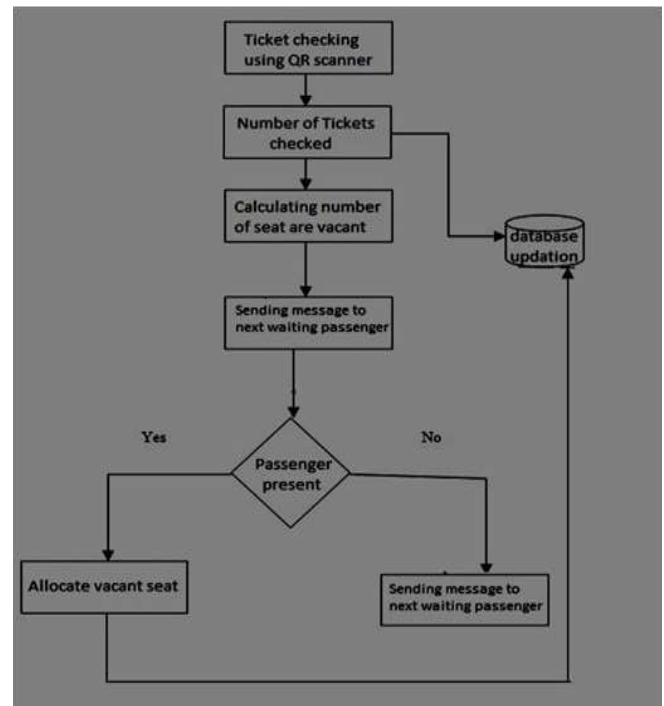 Ticket checking
using QR scanner
Number of Tickets
checked
Calculating number
of seat are vacant
database
updation
Sending message to
next waiting passenger
Yes
No
Passenger
present
Allocate vacant seat
Sending message to
next waiting passenger